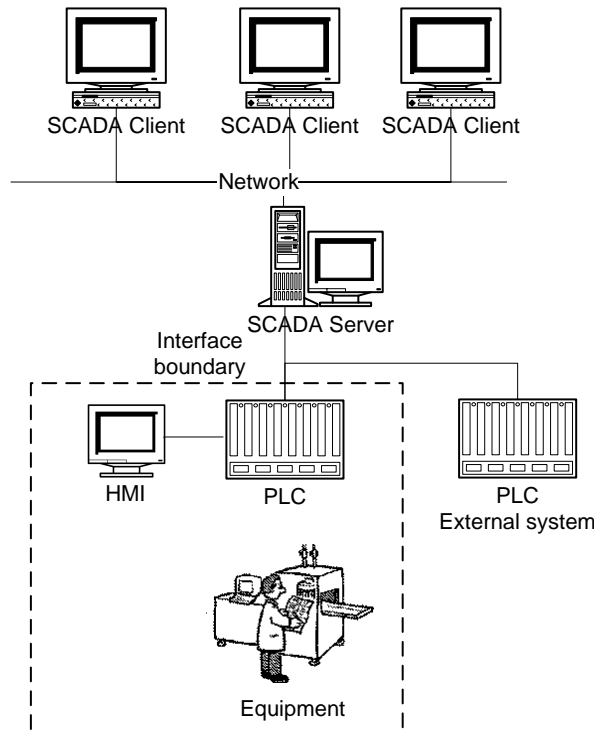 SCADA Client
SCADA Client
SCADA Client
Network
SCADA Server
Interface
boundary
HMI
PLC
PLC
External system
Equipment